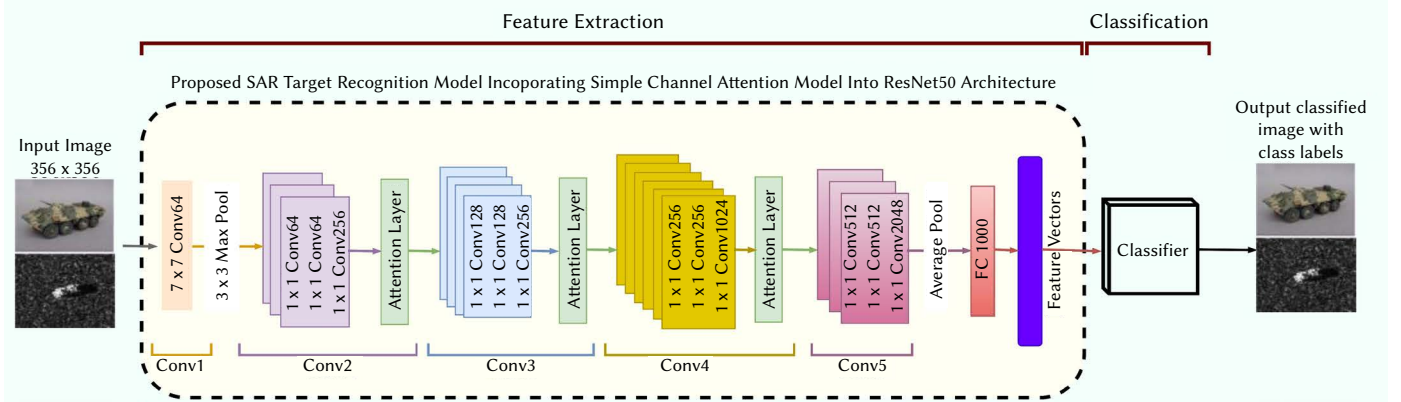 Feature Extraction
Classification
Proposed SAR Target Recognition Model Incoporating Simple Channel Attention Model Into ResNet50 Architecture
Input Image
356 x 356
7 x 7 Conv64
3 x 3 Max Pool
1 x 1 Conv64
1 x 1 Conv64
1 x 1 Conv256
Attention Layer
1 x 1 Conv128
1 x 1 Conv128
1 x 1 Conv256
Attention Layer
1 x 1 Conv256
1 x 1 Conv256
1 x 1 Conv1024
Attention Layer
1 x 1 Conv512
1 x 1 Conv512
1 x 1 Conv2048
Average Pool
FC 1000
Feature Vectors
Classifier
Output classified
image with
class labels
Conv1
Conv2
Conv3
Conv4
Conv5